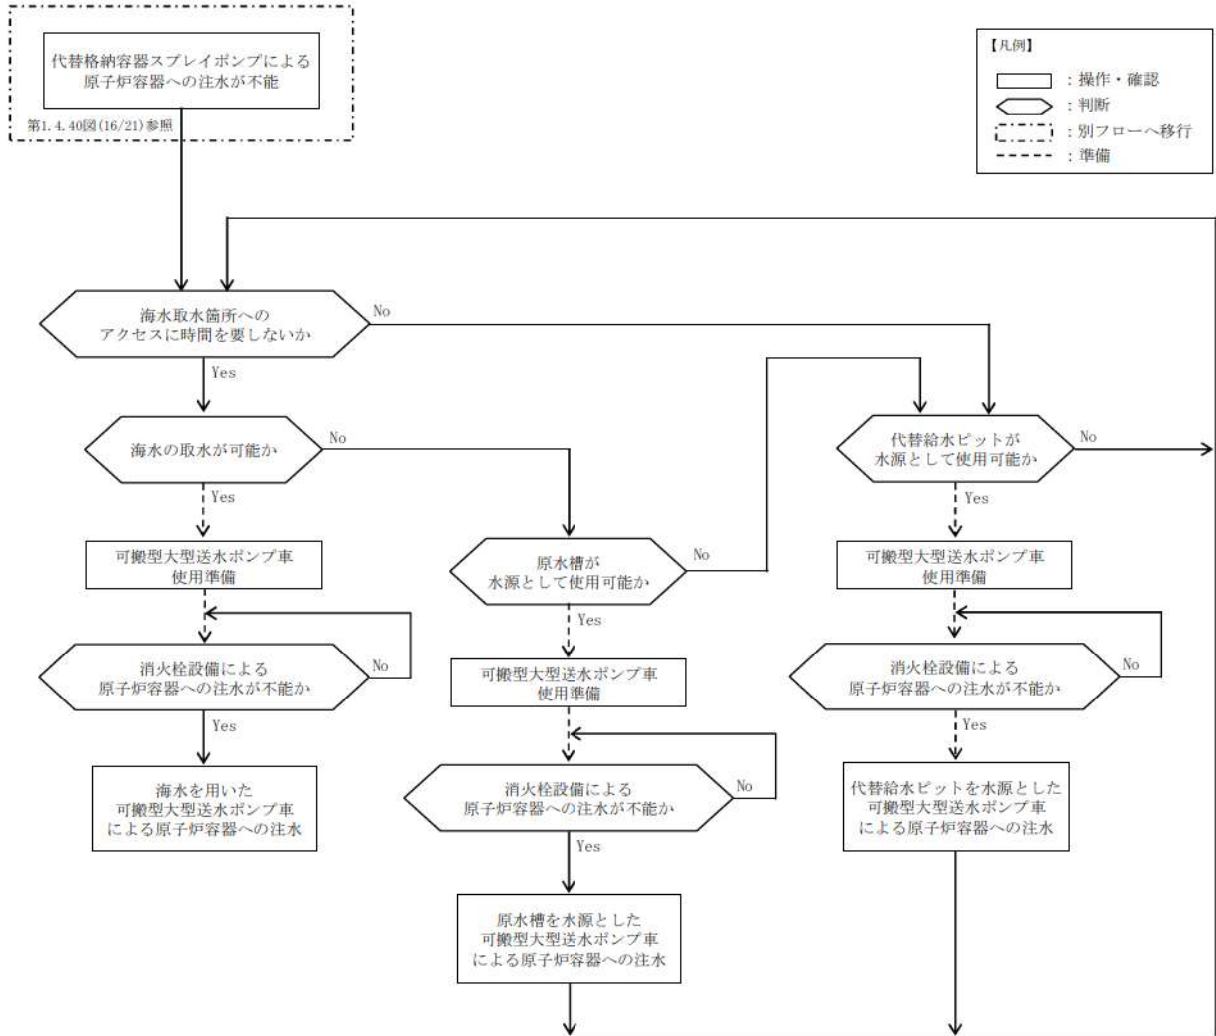 代替格納容器スプレイポンプによる
原子炉容器への注水が不能
第1.4.40図(16/21)参照
【凡例】
：操作・確認
：判断
：別フローへ移行
：準備
海水取水箇所への
アクセスに時間を要しないか
No
Yes
海水の取水が可能か
No
Yes
代替給水ピットが
水源として使用可能か
No
Yes
可搬型大型送水ポンプ車
使用準備
原水槽が
水源として使用可能か
No
Yes
可搬型大型送水ポンプ車
使用準備
消火栓設備による
原子炉容器への注水が不能か
No
Yes
可搬型大型送水ポンプ車
使用準備
消火栓設備による
原子炉容器への注水が不能か
No
Yes
海水を用いた
可搬型大型送水ポンプ車
による原子炉容器への注水
消火栓設備による
原子炉容器への注水が不能か
No
Yes
代替給水ピットを水源とした
可搬型大型送水ポンプ車
による原子炉容器への注水
原水槽を水源とした
可搬型大型送水ポンプ車
による原子炉容器への注水